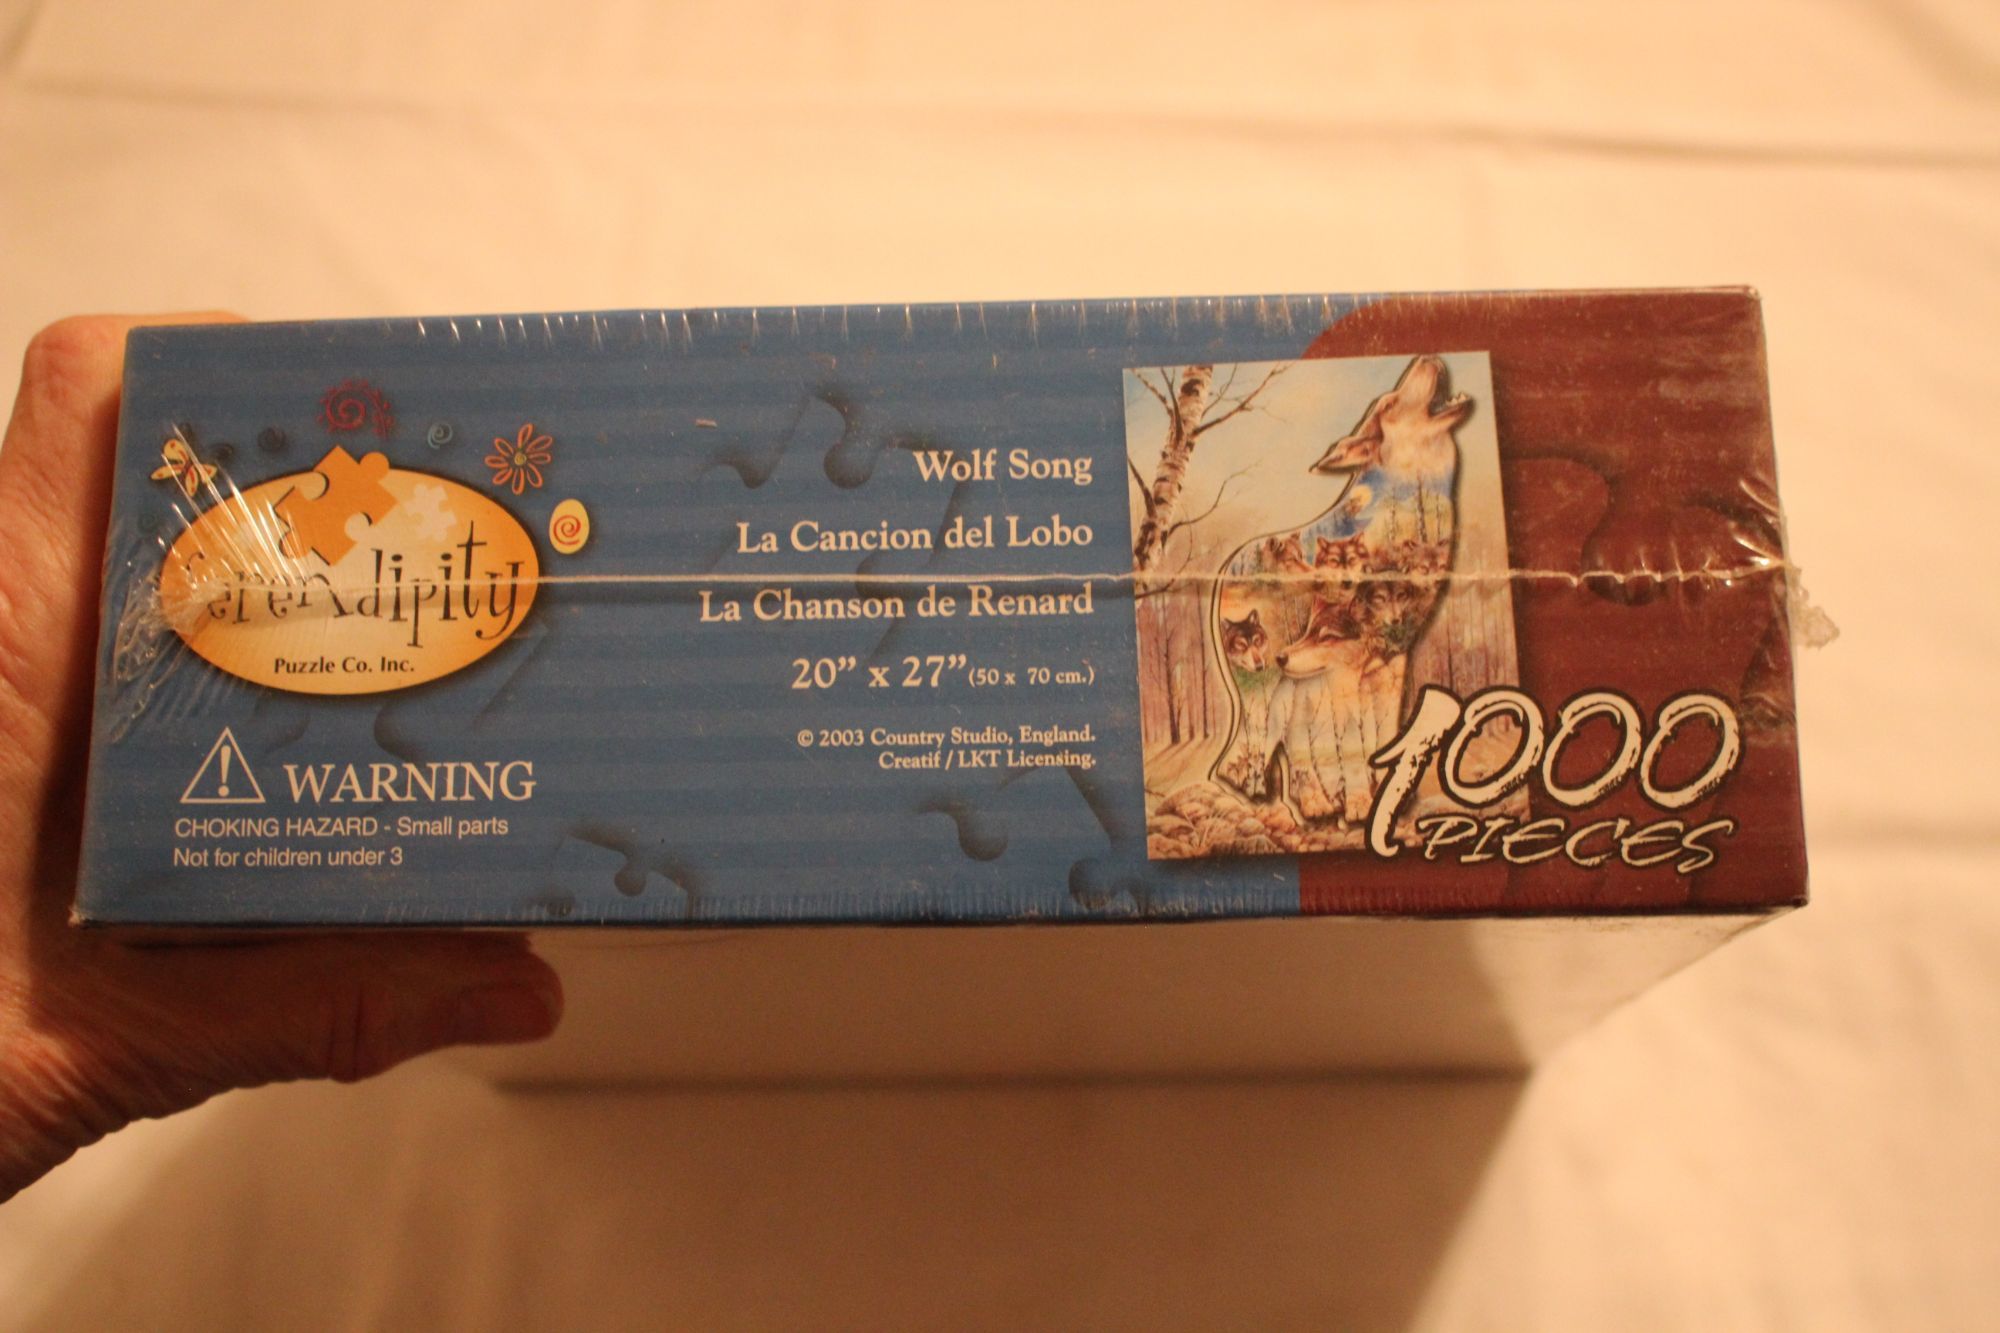 Serendipity
Puzzle Co. Inc.
WARNING
CHOKING HAZARD - Small parts
Not for children under 3
Wolf Song
La Cancion del Lobo
La Chanson de Renard
20” x 27” (50 x 70 cm.)
© 2003 Country Studio, England.
Creatif / LKT Licensing.
1000
PIECES